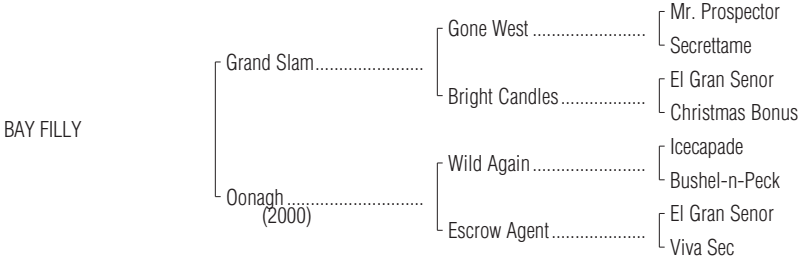 Mr. Prospector
Gone West ........................
Secrettame
Grand Slam.......................
El Gran Senor
Bright Candles..................
Christmas Bonus
BAY FILLY
Icecapade
Wild Again ........................
Bushel-n-Peck
Oonagh .............................
(2000)
El Gran Senor
Escrow Agent....................
Viva Sec